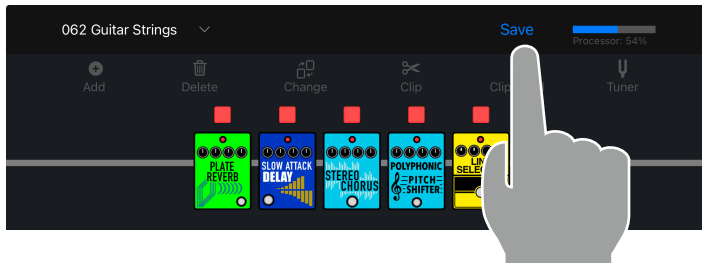 062 Guitar Strings
Save
Processor: 54%
Add
Delete
Change
Clip
Tuner
PLATE
REVERB
SLOW ATTACK
DELAY
STEREO
CHORUS
POLYPHONIC
PITCH
SHIFTER